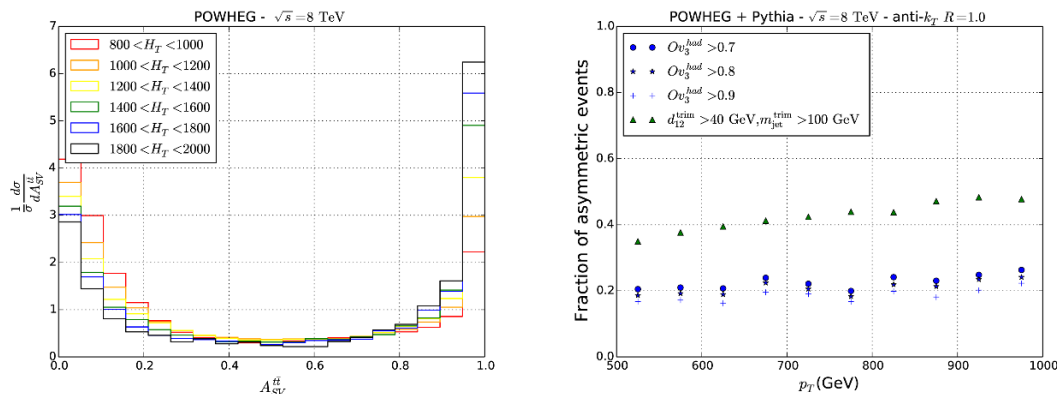 POWHEG - √s=8 TeV
800 <H_T <1000
1000 <H_T <1200
1200 <H_T <1400
1400 <H_T <1600
1600 <H_T <1800
1800 <H_T <2000
7
6
5
4
3
2
1
0
0.0 0.2 0.4 0.6 0.8 1.0
1/σ dσ/dA_SV^{tt̄}
A_SV^{tt̄}
POWHEG + Pythia - √s=8 TeV - anti-k_T R=1.0
Ov_3^{had} >0.7
Ov_3^{had} >0.8
Ov_3^{had} >0.9
d_12^{trim} >40 GeV,m_jet^{trim} >100 GeV
1.0
0.8
0.6
0.4
0.2
0.0
500 600 700 800 900 1000
Fraction of asymmetric events
p_T(GeV)